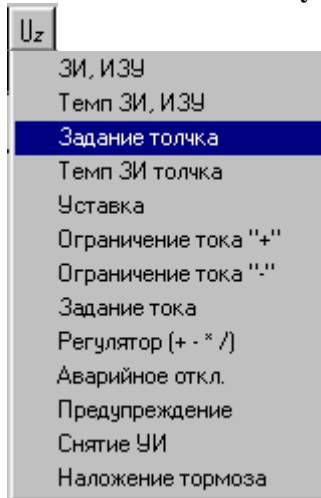 Uz
ЗИ, ИЗУ
Темп ЗИ, ИЗУ
Задание толчка
Темп ЗИ толчка
Уставка
Ограничение тока "+"
Ограничение тока "-"
Задание тока
Регулятор (+ - * /)
Аварийное откл.
Предупреждение
Снятие УИ
Наложение тормоза